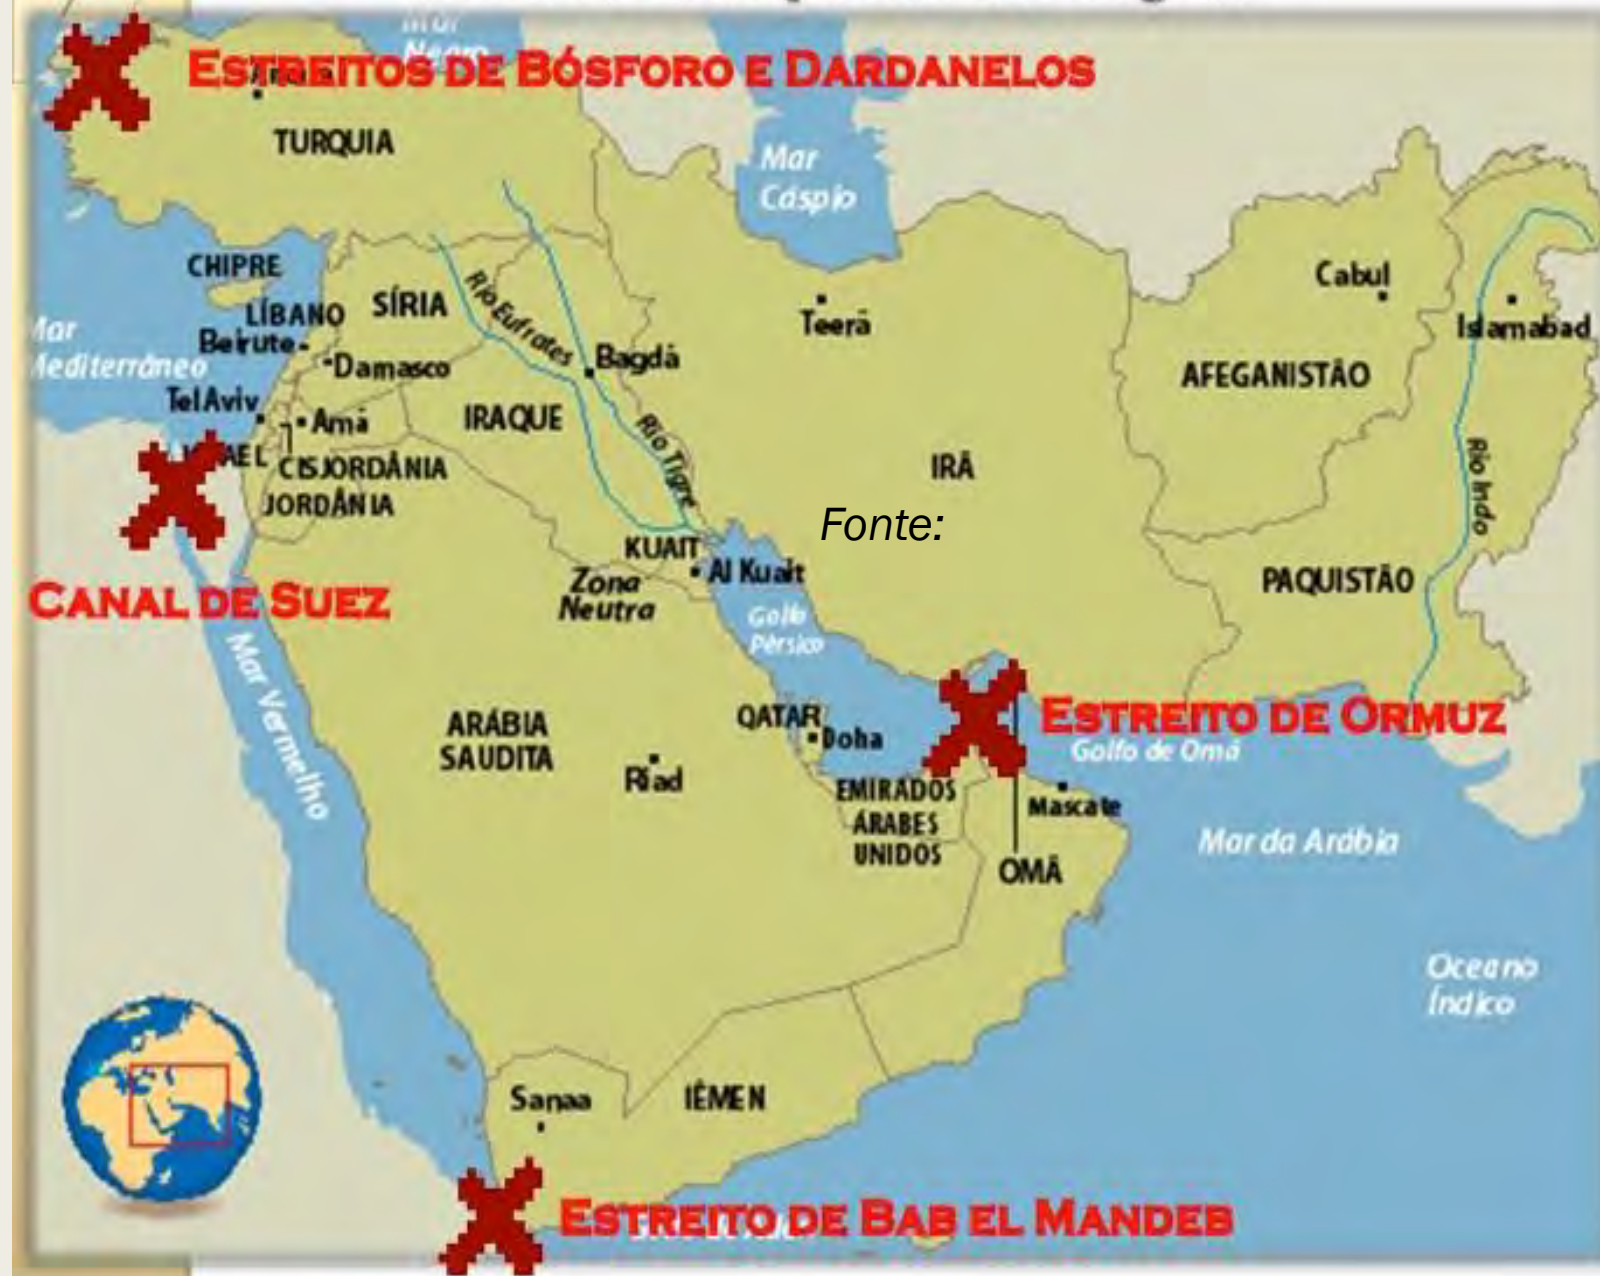 Negro
ESTREITOS DE BÓSFORO E DARDANELOS
TURQUIA
Mar
Cáspio
CHIPRE
SÍRIA
LÍBANO
Beirute
Damasco
Mar
Mediterrâneo
Tel Aviv
Amã
CISJORDÂNIA
JORDÂNIA
Rio Eufrates
Bagdá
IRAQUE
Rio Tigre
Teerã
IRÃ
Fonte:
Cabul
Islamabad
AFEGANISTÃO
Rio Indo
PAQUISTÃO
KUAIT
Al Kuait
Zona
Neutra
Golfo
Pérsico
CANAL DE SUEZ
Mar Vermelho
ARÁBIA
SAUDITA
Riad
QATAR
Doha
ESTREITO DE ORMUZ
Golfo de Omã
EMIRADOS
ÁRABES
UNIDOS
Mascate
OMÃ
Mar da Arábia
Oceano
Índico
Sanaa
IÊMEN
ESTREITO DE BAB EL MANDEB